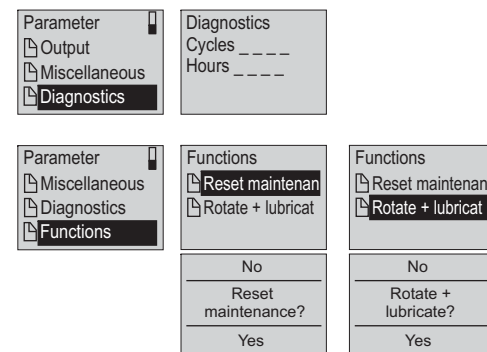 Parameter
Output
Miscellaneous
Diagnostics
Diagnostics
Cycles _ _ _ _
Hours _ _ _ _
Parameter
Miscellaneous
Diagnostics
Functions
Functions
Reset maintenan
Rotate + lubricat
No
Reset
maintenance?
Yes
Functions
Reset maintenan
Rotate + lubricat
No
Rotate +
lubricate?
Yes